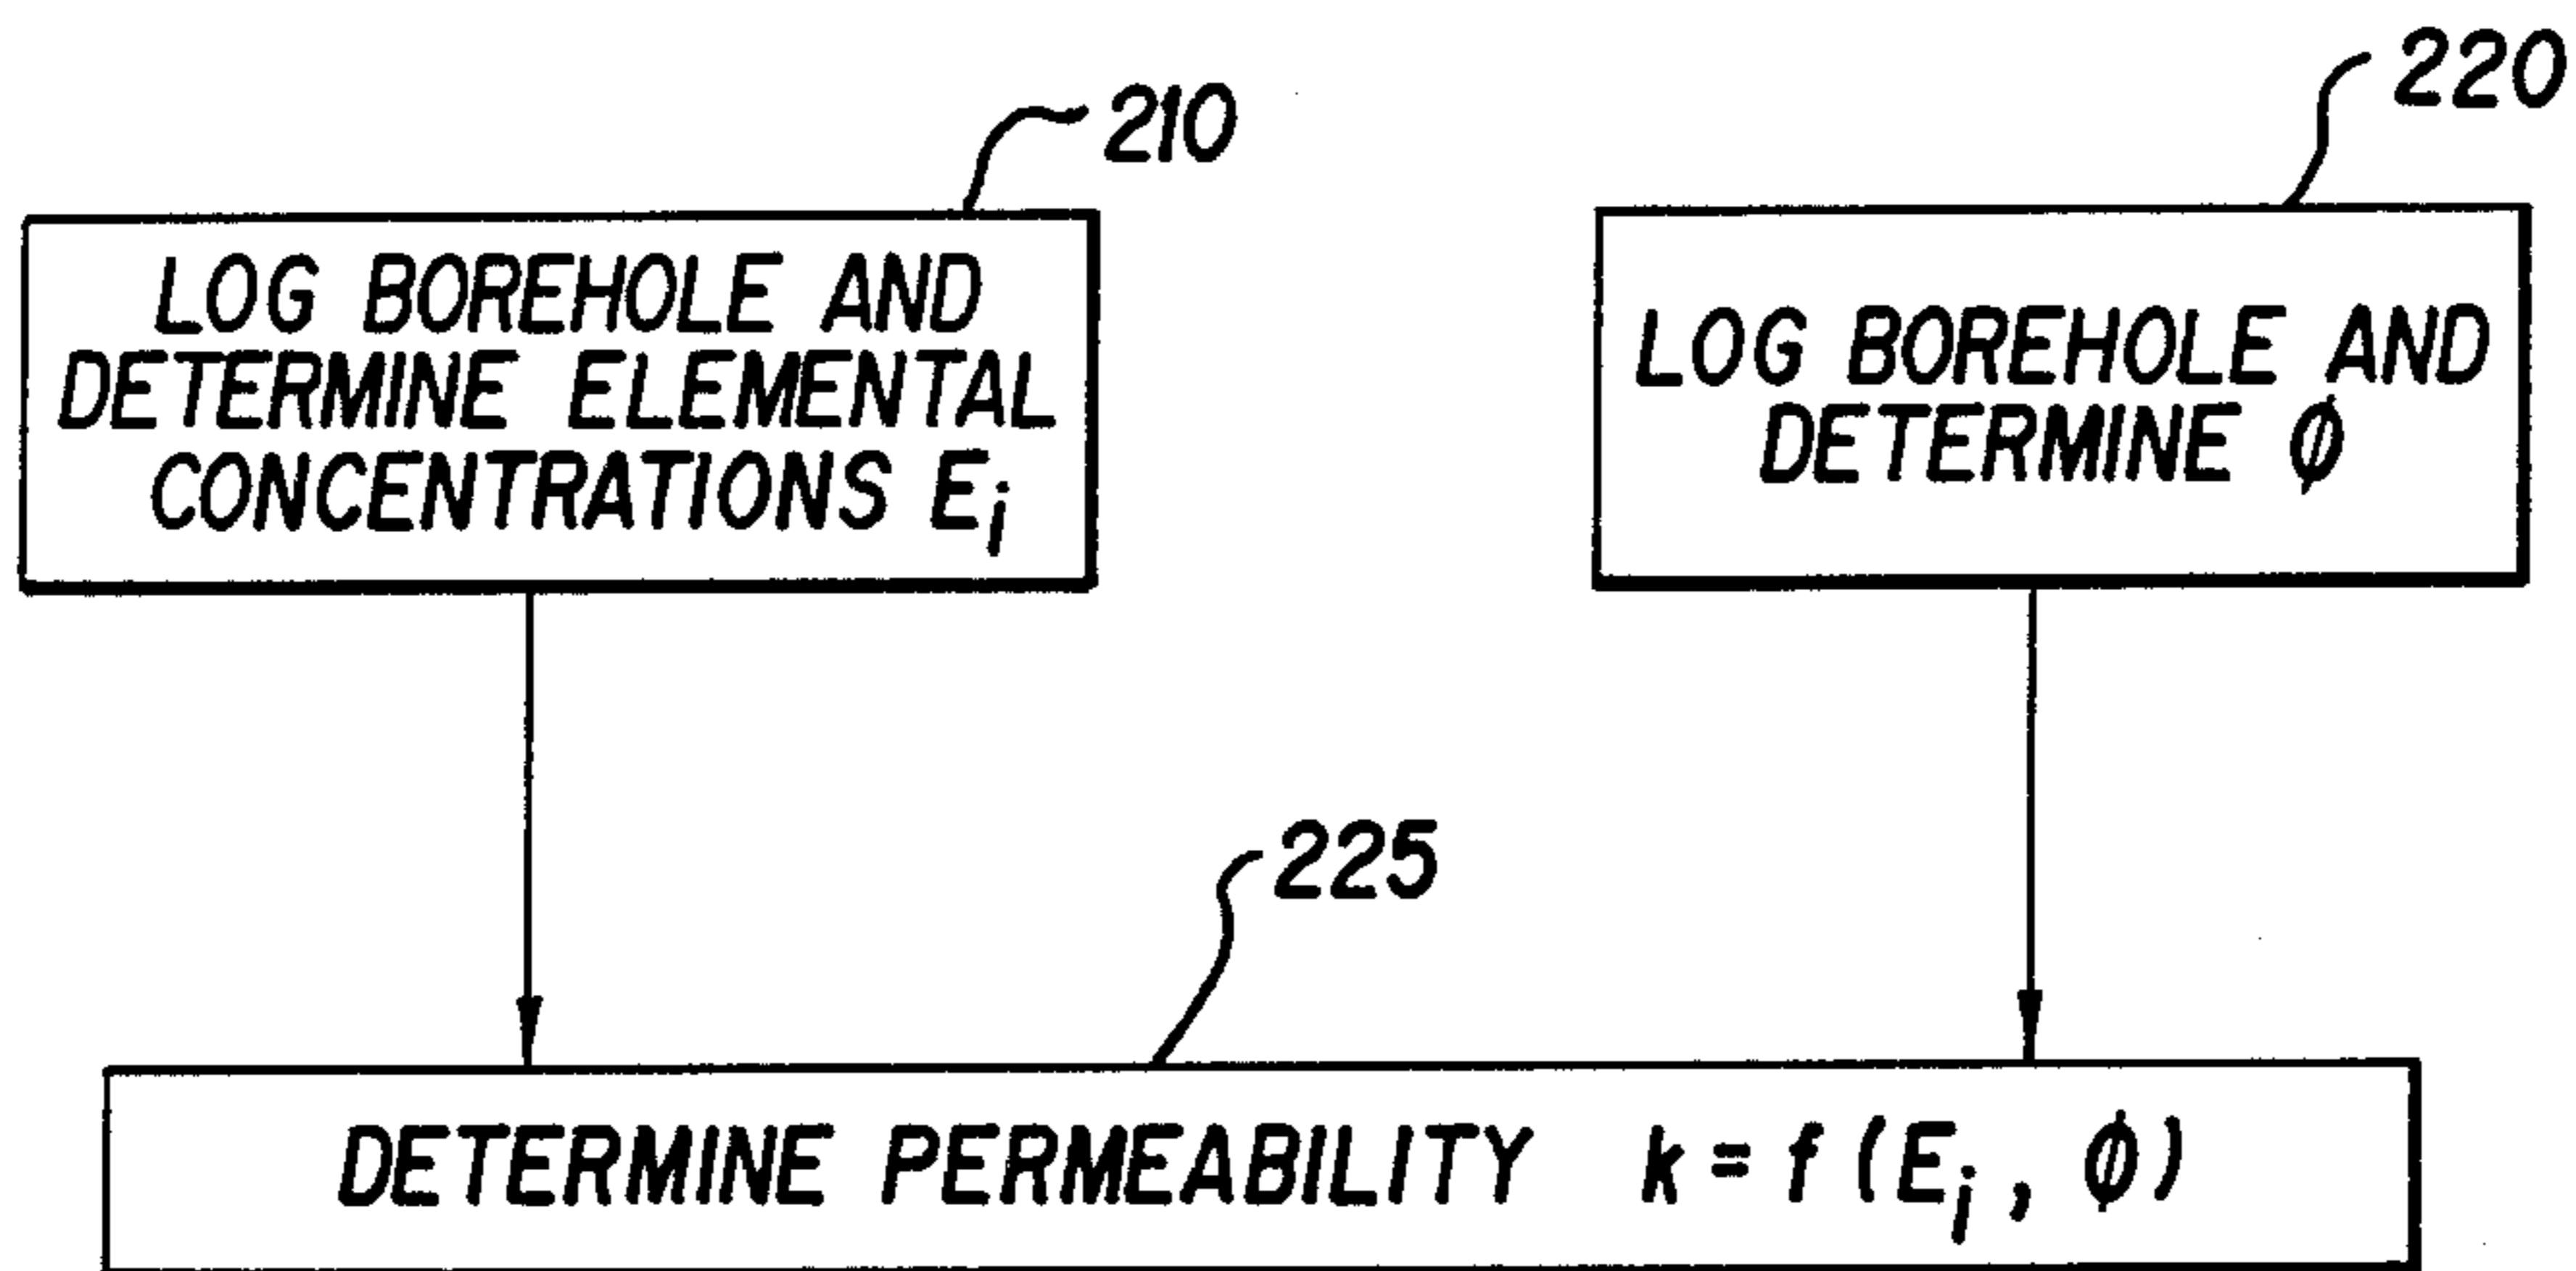 210
LOG BOREHOLE AND
DETERMINE ELEMENTAL
CONCENTRATIONS Ei
220
LOG BOREHOLE AND
DETERMINE ϕ
225
DETERMINE PERMEABILITY k = f (Ei, ϕ)